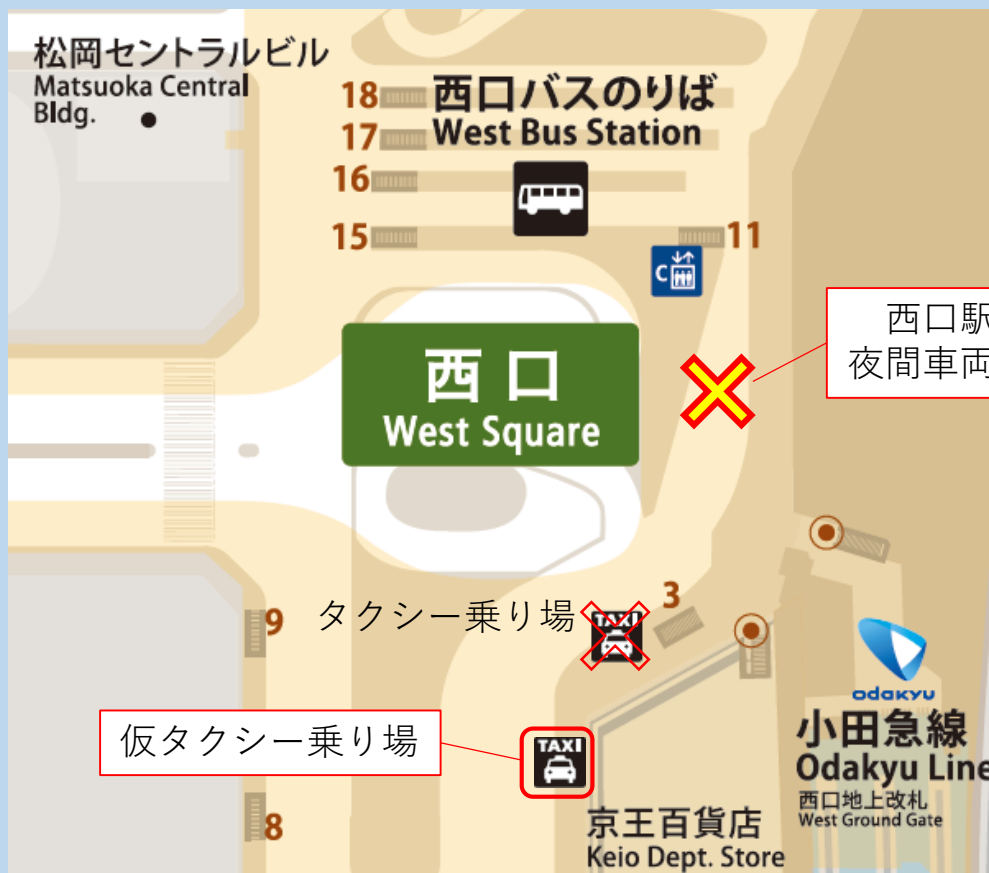 松岡セントラルビル
Matsuoka Central
Bldg.
18
西口バスのりば
17
West Bus Station
16
15
11
C
西口
West Square
西口駅
夜間車両
タクシー乗り場
TAXI
3
9
仮タクシー乗り場
TAXI
8
odakyu
小田急線
Odakyu Line
西口地上改札
West Ground Gate
京王百貨店
Keio Dept. Store